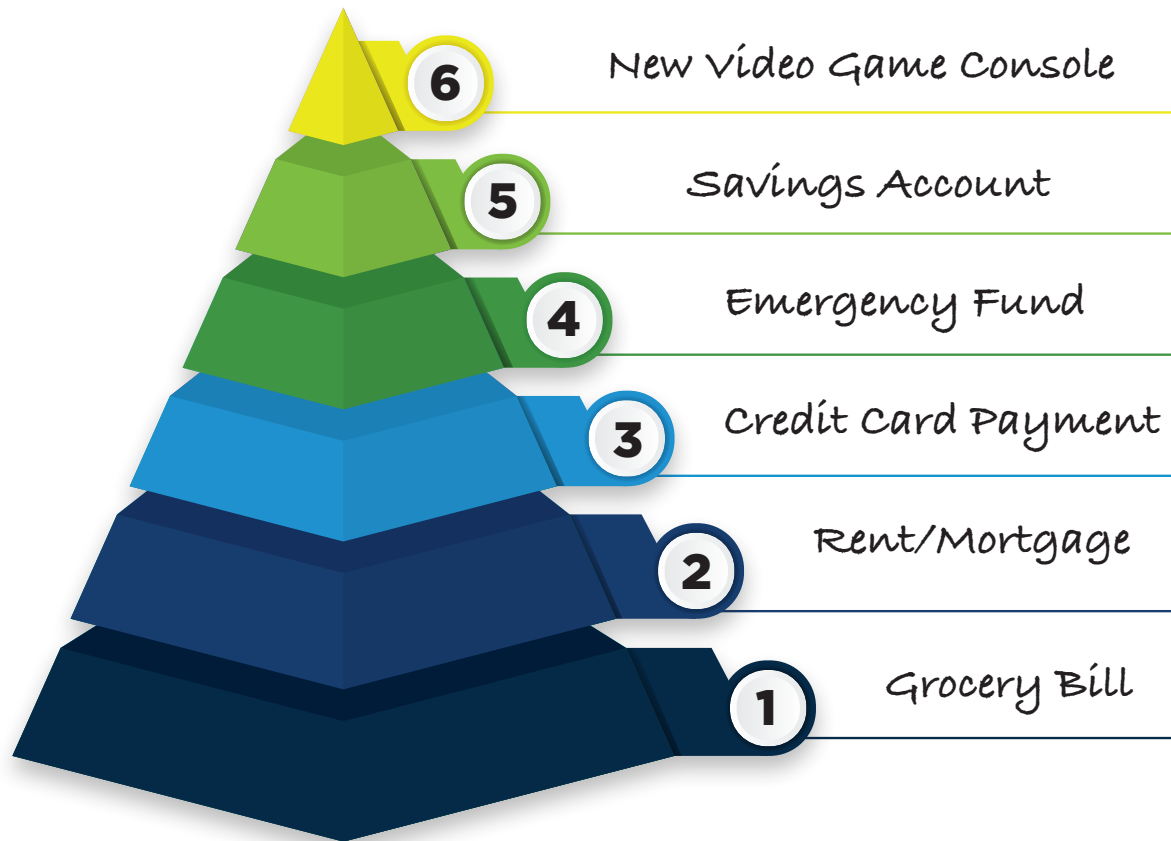 6 New Video Game Console
5 Savings Account
4 Emergency Fund
3 Credit Card Payment
2 Rent/Mortgage
1 Grocery Bill